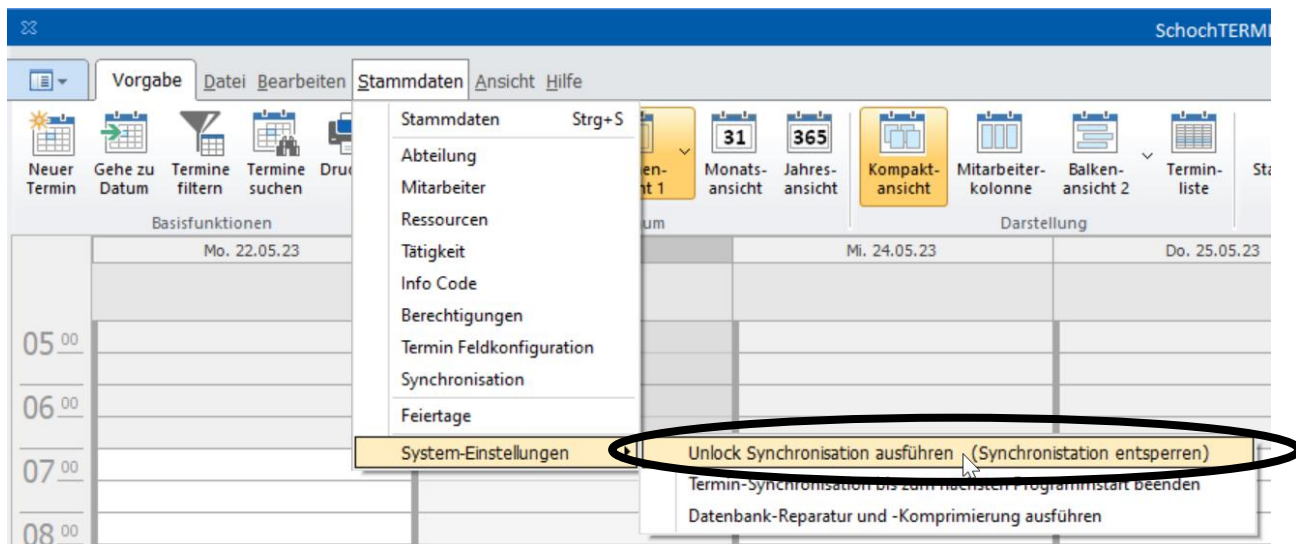 SchochTERMI
Vorgabe Datei Bearbeiten Stammdaten Ansicht Hilfe
Neuer Termin
Gehe zu Datum
Termine filtern
Termine suchen
Druc
en-
nt 1
31
Monats-
ansicht
365
Jahres-
ansicht
Kompakt-
ansicht
Mitarbeiter-
kolonne
Balken-
ansicht 2
Termin-
liste
Sta
Basisfunktionen
um
Darstellung
Stammdaten Strg+S
Abteilung
Mitarbeiter
Ressourcen
Tätigkeit
Info Code
Berechtigungen
Termin Feldkonfiguration
Synchronisation
Feiertage
System-Einstellungen
Unlock Synchronisation ausführen (Synchronistation entsperren)
Termin-Synchronisation bis zum nächsten Programmstart beenden
Datenbank-Reparatur und -Komprimierung ausführen
Mo. 22.05.23
Mi. 24.05.23
Do. 25.05.23
05 00
06 00
07 00
08 00